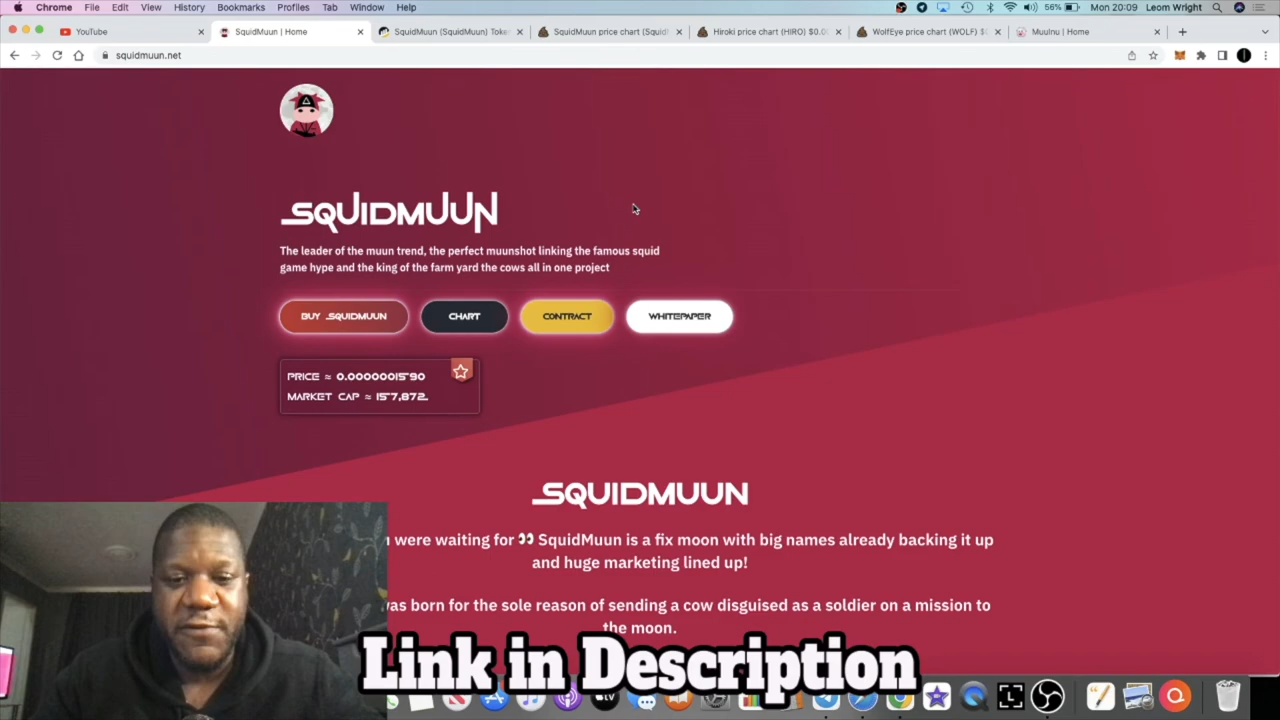 Chrome File Edit View History Bookmarks Profiles Tab Window Help 56% Mon 20:09 Leom Wright
YouTube SquidMuun | Home SquidMuun (SquidMuun) Toke SquidMuun price chart (Squid Hiroki price chart (HIRO) $0.0 WolfEye price chart (WOLF) $0 MuuInu | Home
squidmuun.net
SQUIDMUUN
The leader of the muun trend, the perfect muunshot linking the famous squid
game hype and the king of the farm yard the cows all in one project
BUY SQUIDMUUN CHART CONTRACT WHITEPAPER
PRICE ≈ 0.0000001590
MARKET CAP ≈ 157,872.
SQUIDMUUN
were waiting for 👀 SquidMuun is a fix moon with big names already backing it up
and huge marketing lined up!
was born for the sole reason of sending a cow disguised as a soldier on a mission to
the moon.
Link in Description